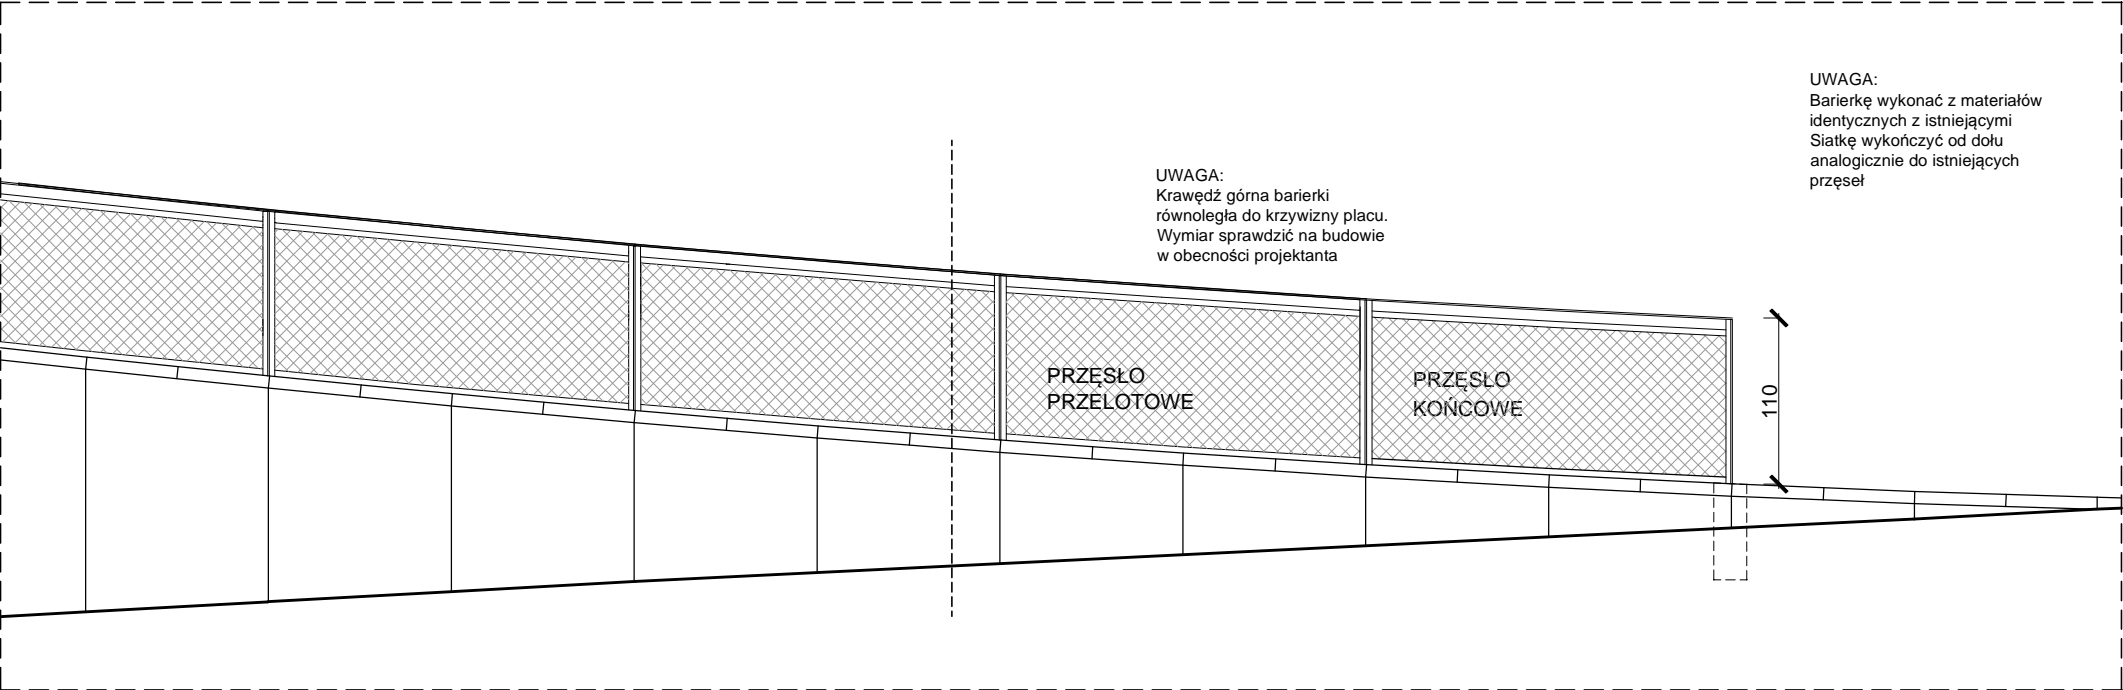 UWAGA:
Barierkę wykonać z materiałów
identycznych z istniejącymi
Siatkę wykończyć od dołu
analogicznie do istniejących
przęseł
UWAGA:
Krawędź górna barierki
równoległa do krzywizny placu.
Wymiar sprawdzić na budowie
w obecności projektanta
PRZĘSŁO
PRZELOTOWE
PRZĘSŁO
KOŃCOWE
110